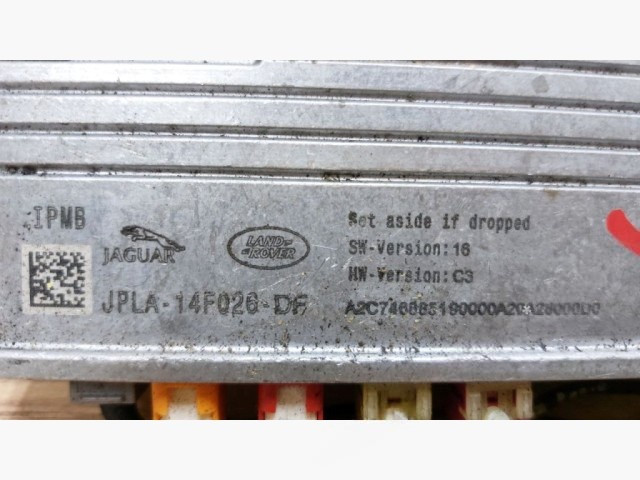 IPMB
JAGUAR
LAND-
-ROVER
JPLA-14F026-DF
Set aside if dropped
SW-Version:16
HW-Version:C3